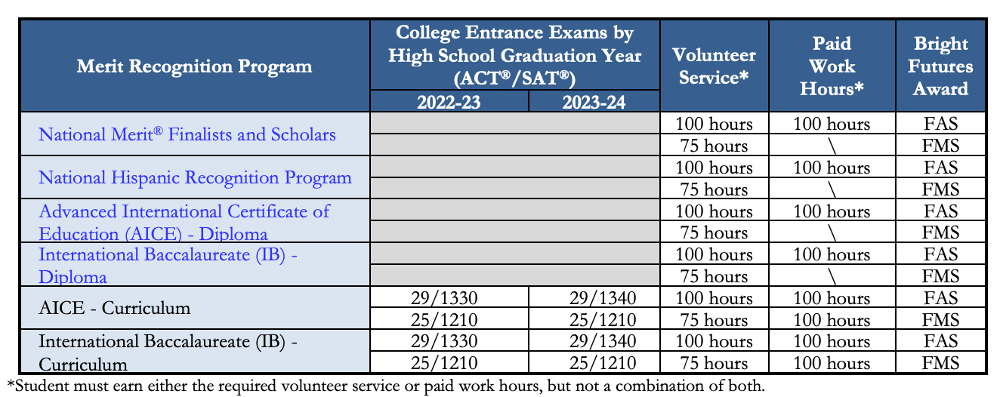 Merit Recognition Program
College Entrance Exams by
High School Graduation Year
(ACT®/SAT®)
Volunteer
Service*
Paid
Work
Hours*
Bright
Futures
Award
2022-23 2023-24
National Merit® Finalists and Scholars
100 hours 100 hours FAS
75 hours \ FMS
National Hispanic Recognition Program
100 hours 100 hours FAS
75 hours \ FMS
Advanced International Certificate of
Education (AICE) - Diploma
100 hours 100 hours FAS
75 hours \ FMS
International Baccalaureate (IB) -
Diploma
100 hours 100 hours FAS
75 hours \ FMS
AICE - Curriculum
29/1330 29/1340 100 hours 100 hours FAS
25/1210 25/1210 75 hours 100 hours FMS
International Baccalaureate (IB) -
Curriculum
29/1330 29/1340 100 hours 100 hours FAS
25/1210 25/1210 75 hours 100 hours FMS
*Student must earn either the required volunteer service or paid work hours, but not a combination of both.